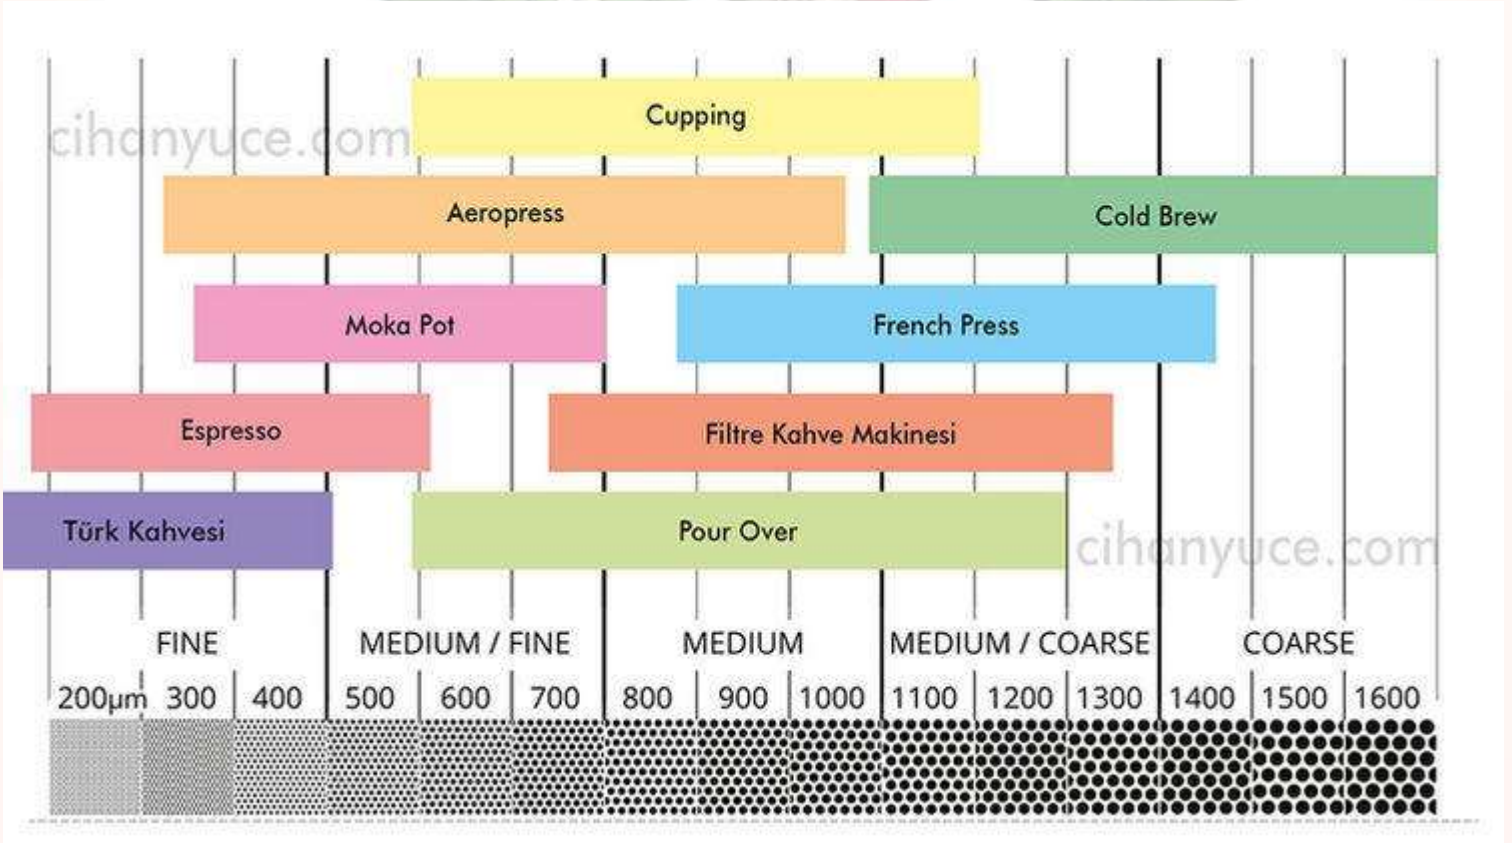 cihanyuce.com
Cupping
Aeropress
Cold Brew
Moka Pot
French Press
Espresso
Filtre Kahve Makinesi
Türk Kahvesi
Pour Over
cihanyuce.com
FINE MEDIUM / FINE MEDIUM MEDIUM / COARSE COARSE
200µm 300 400 500 600 700 800 900 1000 1100 1200 1300 1400 1500 1600